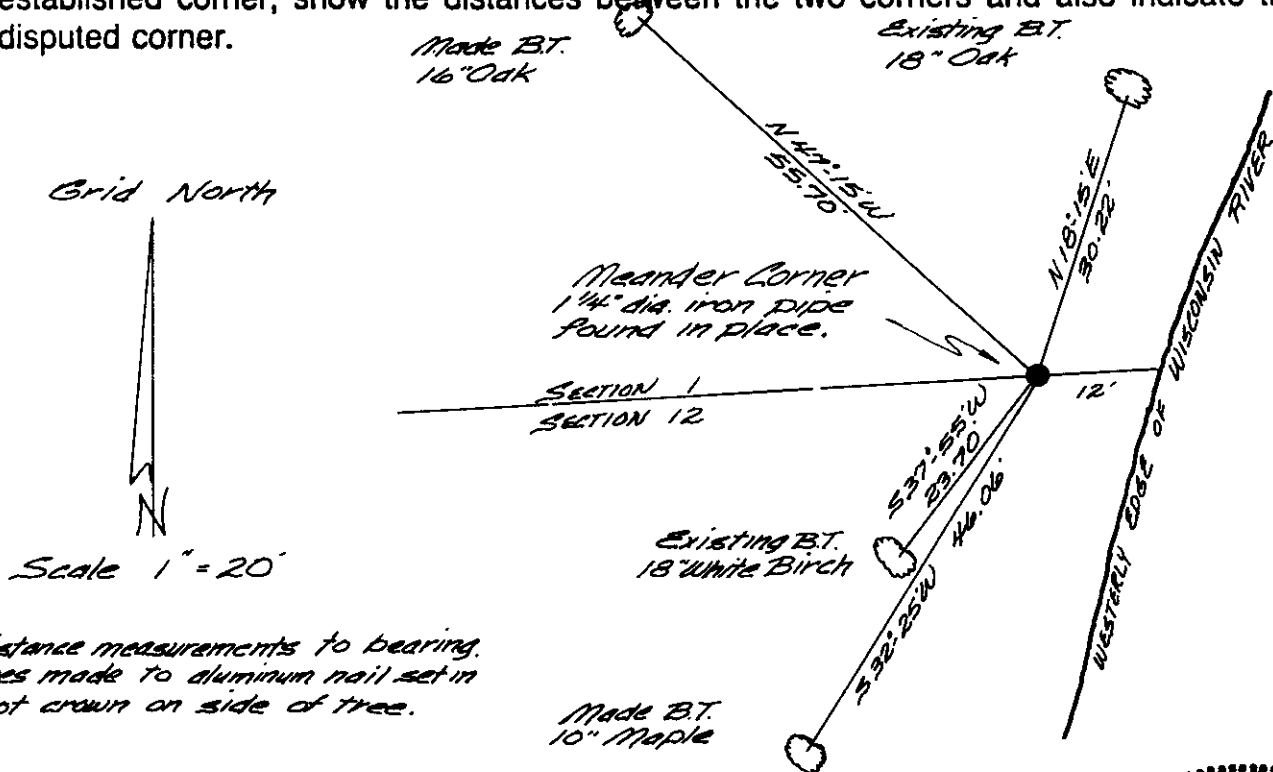 established corner, show the distances between the two corners and also indicate
disputed corner.
Made B.T.
16" Oak
Existing B.T.
18" Oak
N 47°-15' W
55.70'
N 18°-15' E
30.22'
Grid North
Meander Corner
1 1/4" dia. iron pipe
found in place.
SECTION 1
SECTION 12
12'
WESTERLY EDGE OF WISCONSIN RIVER
S 37°-55' W
23.70'
46.06'
S 32°-25' W
Existing B.T.
18" White Birch
N
Scale 1" = 20'
istance measurements to bearing
es made to aluminum nail set in
ot crown on side of tree.
Made B.T.
10" Maple